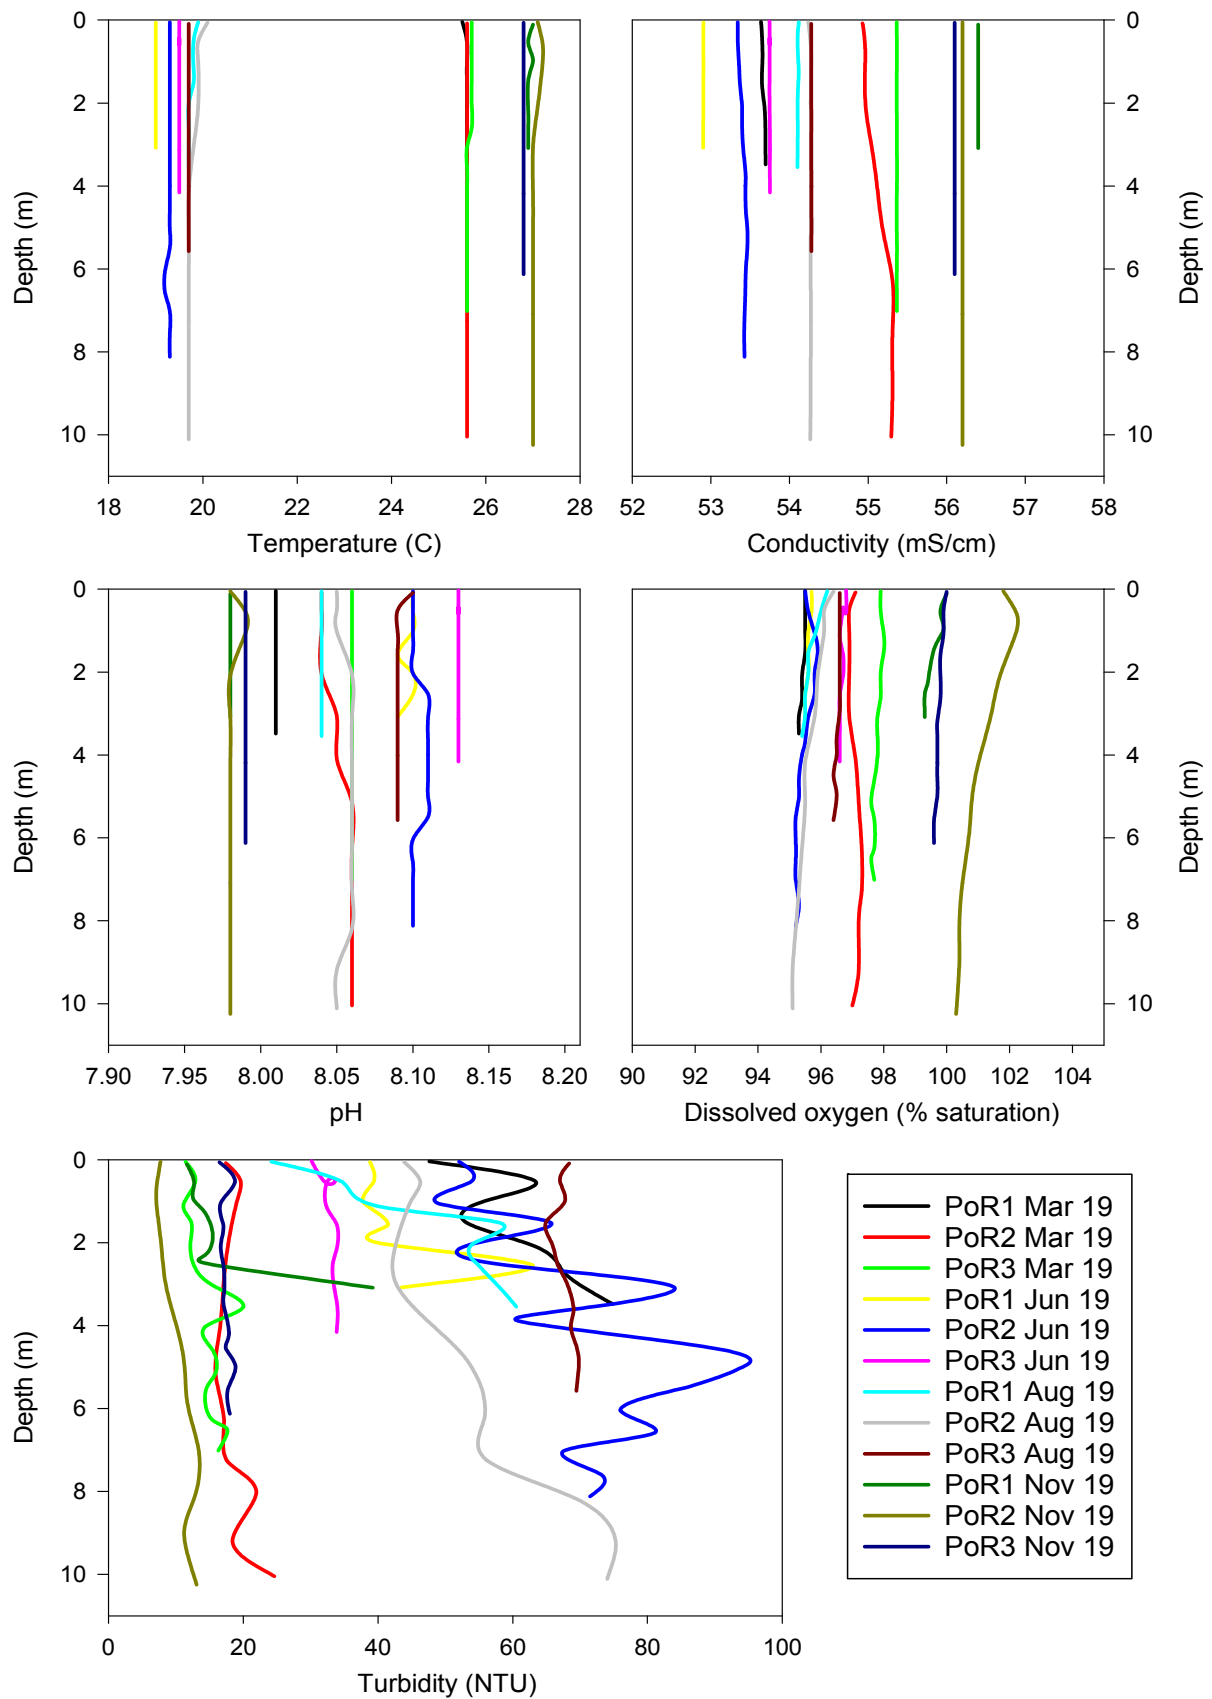 0
2
4
6
8
10
Depth (m)
18 20 22 24 26 28
Temperature (C)
0
2
4
6
8
10
Depth (m)
52 53 54 55 56 57 58
Conductivity (mS/cm)
0
2
4
6
8
10
Depth (m)
7.90 7.95 8.00 8.05 8.10 8.15 8.20
pH
0
2
4
6
8
10
Depth (m)
90 92 94 96 98 100 102 104
Dissolved oxygen (% saturation)
0
2
4
6
8
10
Depth (m)
0 20 40 60 80 100
Turbidity (NTU)
PoR1 Mar 19
PoR2 Mar 19
PoR3 Mar 19
PoR1 Jun 19
PoR2 Jun 19
PoR3 Jun 19
PoR1 Aug 19
PoR2 Aug 19
PoR3 Aug 19
PoR1 Nov 19
PoR2 Nov 19
PoR3 Nov 19